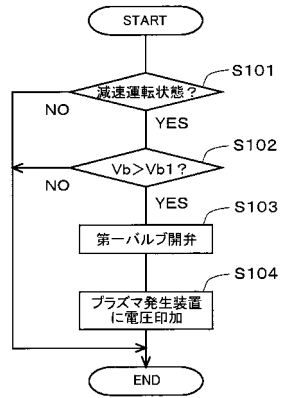 START
減速運転状態?
S101
NO
YES
Vb>Vb1?
S102
NO
YES
第一バルブ開弁
S103
プラズマ発生装置
に電圧印加
S104
END